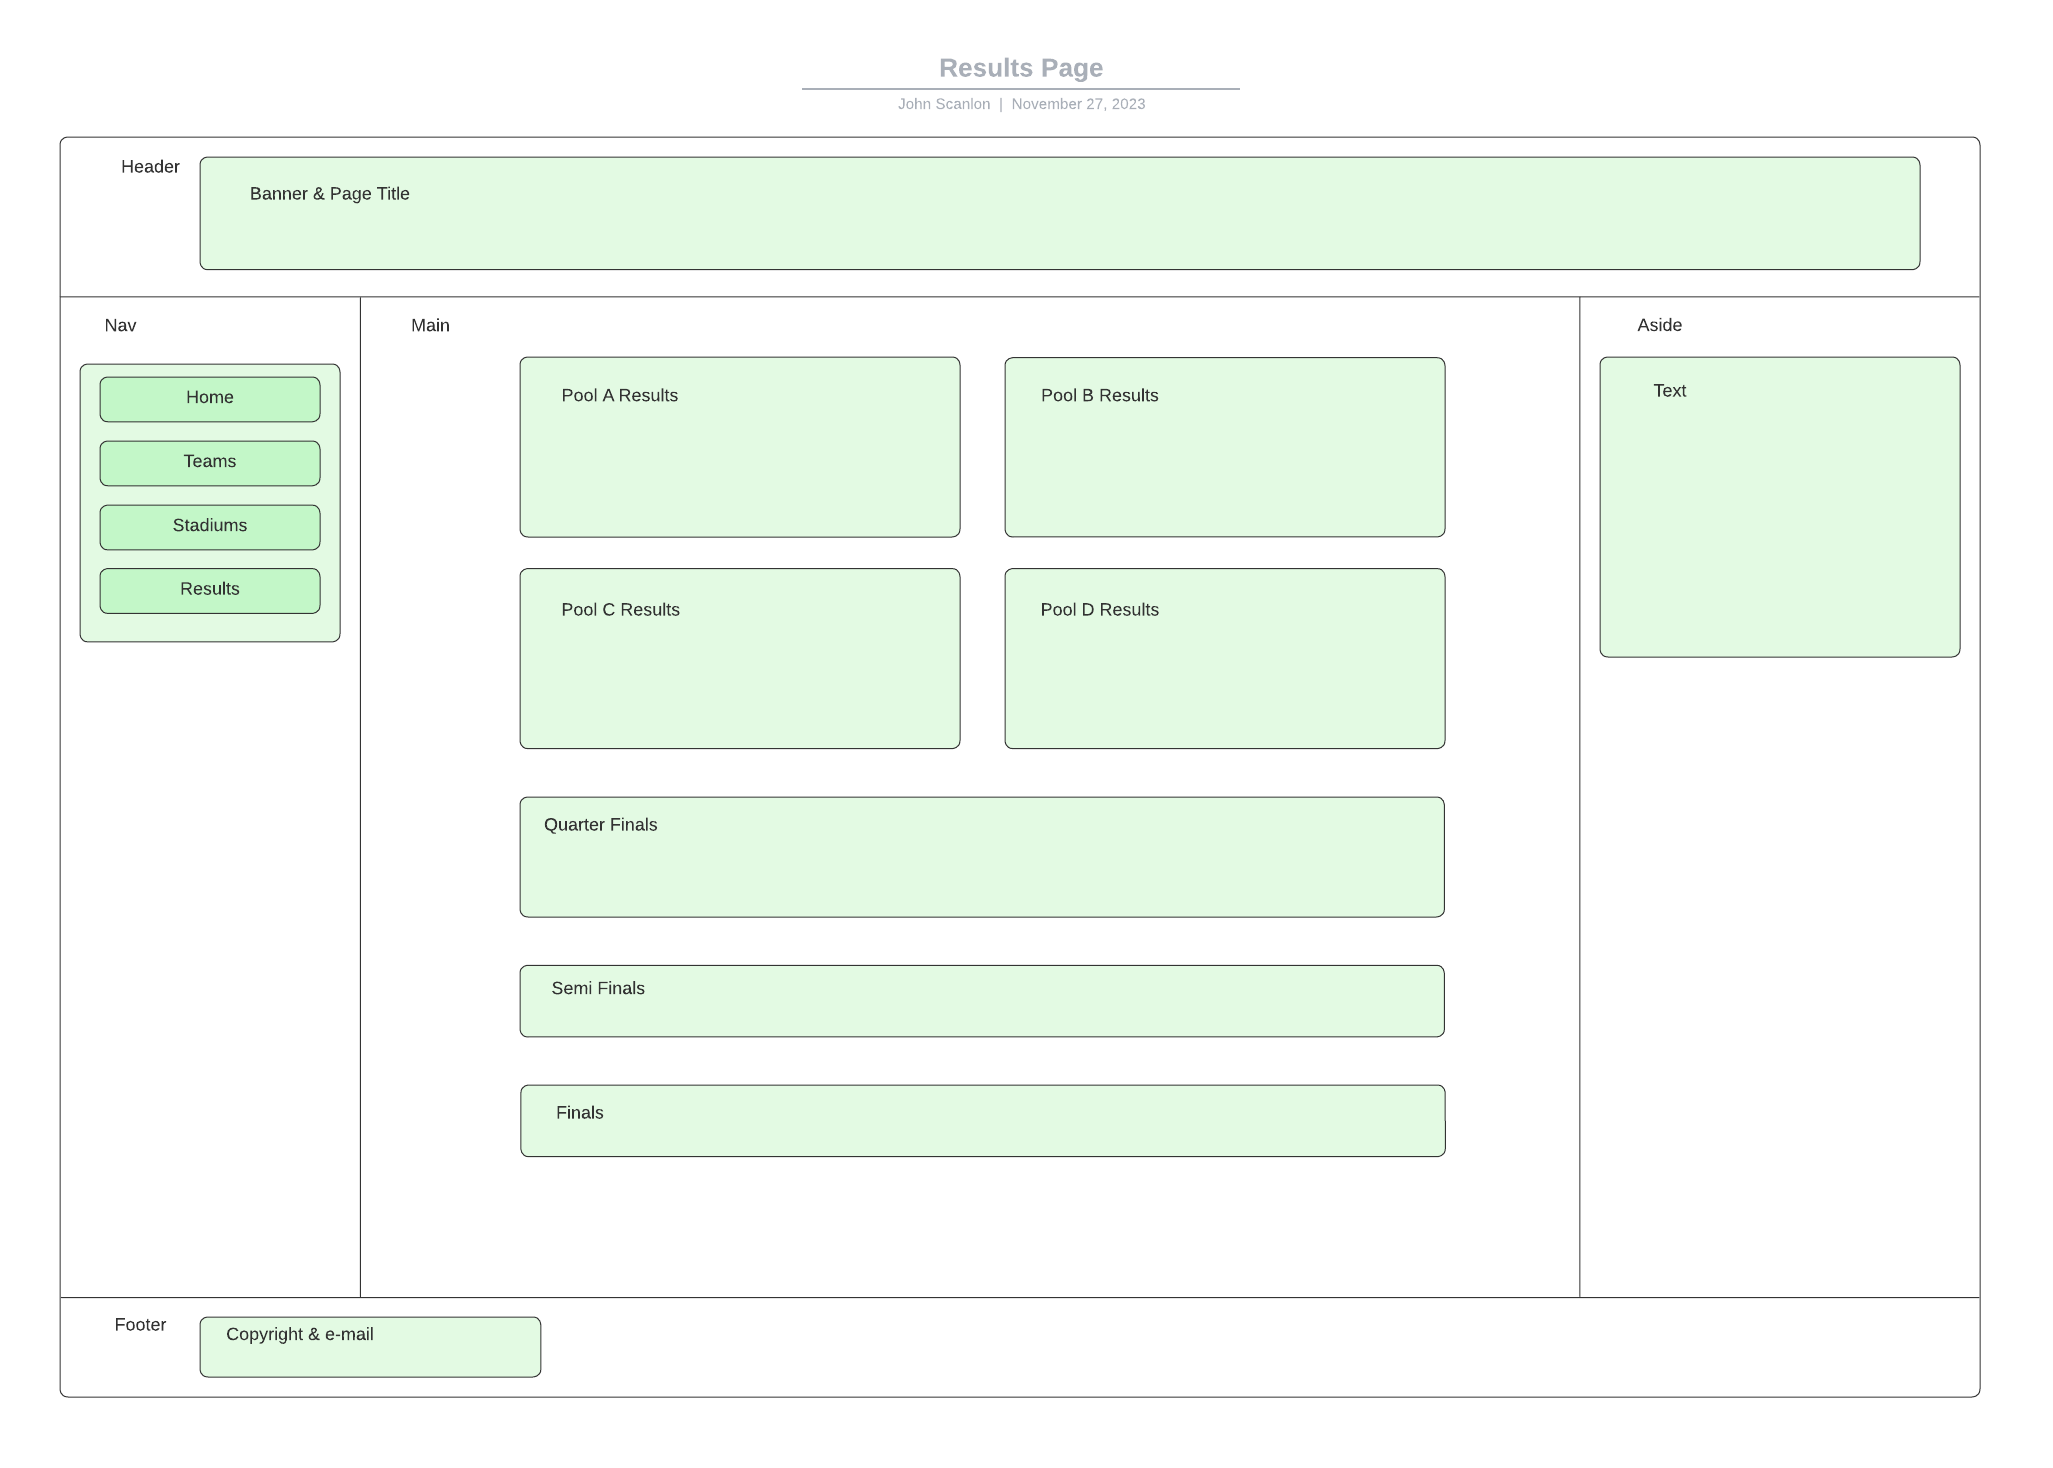 Results Page
John Scanlon | November 27, 2023
Header
Banner & Page Title
Nav
Home
Teams
Stadiums
Results
Main
Pool A Results
Pool B Results
Pool C Results
Pool D Results
Quarter Finals
Semi Finals
Finals
Aside
Text
Footer
Copyright & e-mail